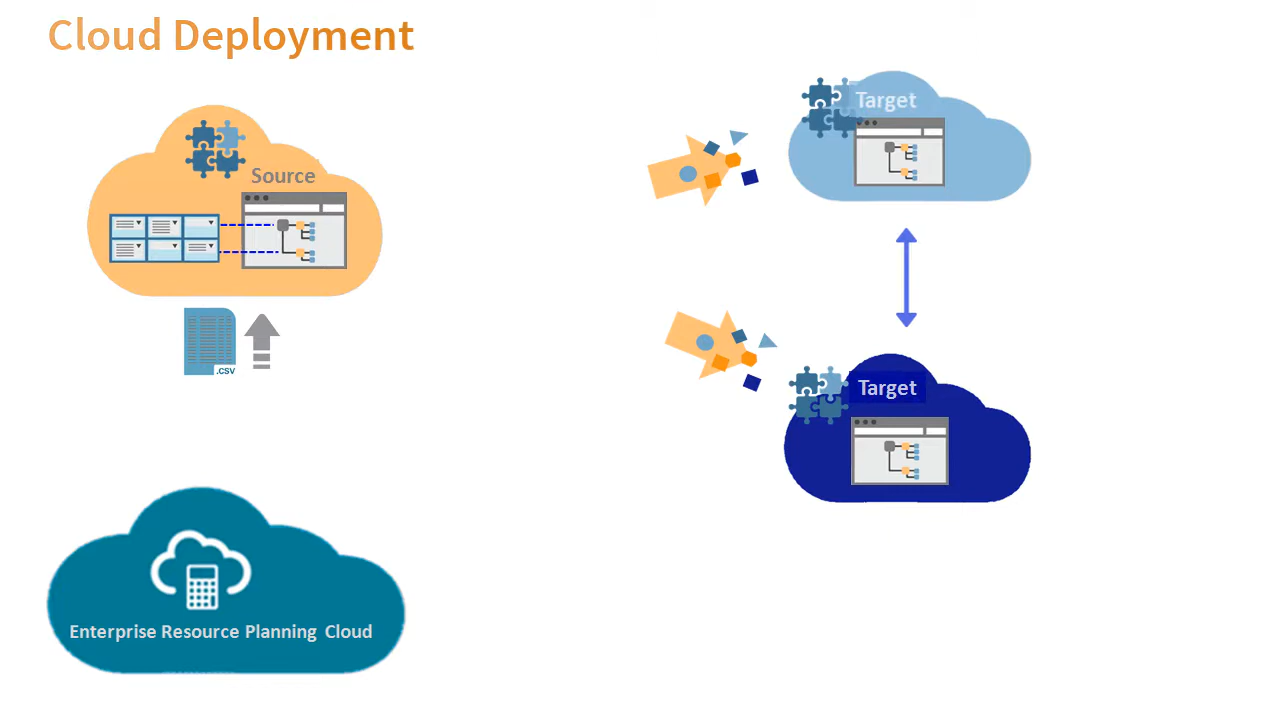 Cloud Deployment
Target
Source
.CSV
Target
Enterprise Resource Planning Cloud